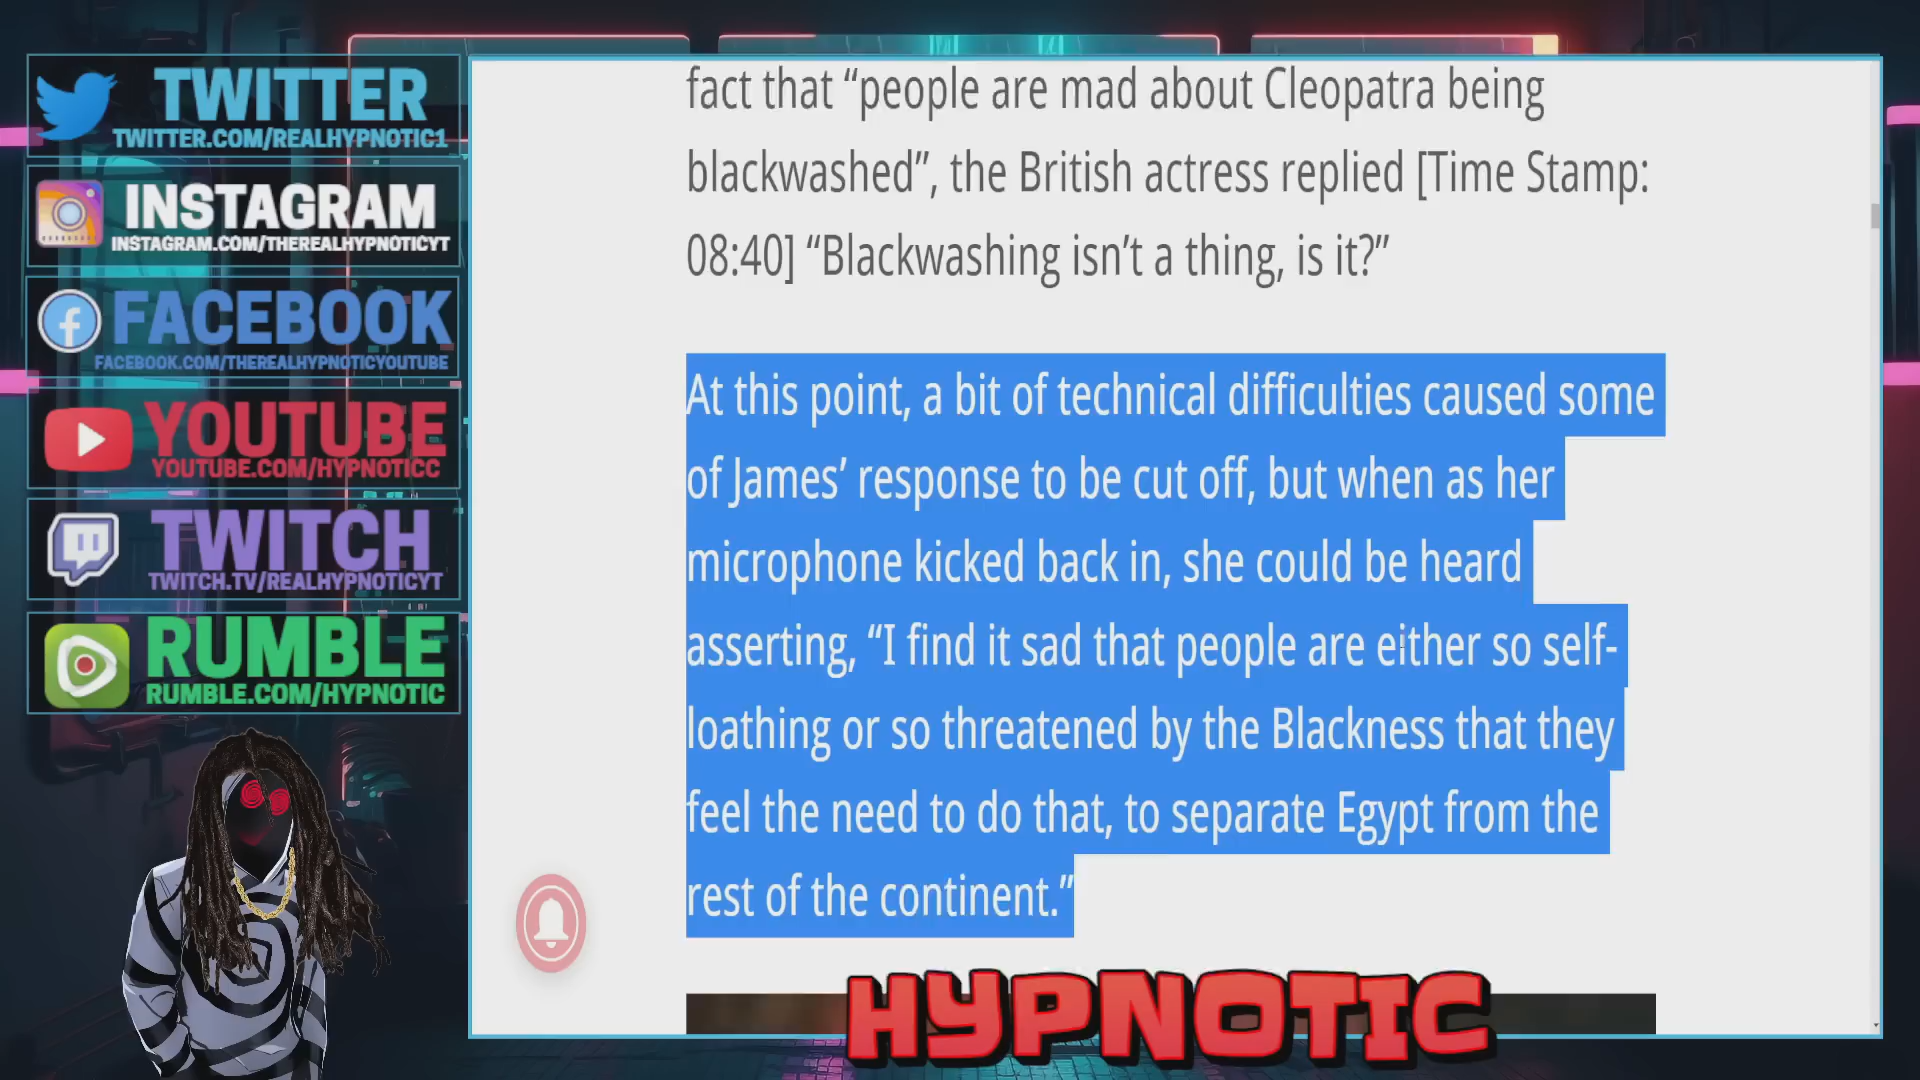 TWITTER
TWITTER.COM/REALHYPNOTIC1
INSTAGRAM
INSTAGRAM.COM/THEREALHYPNOTICYT
FACEBOOK
FACEBOOK.COM/THEREALHYPNOTICYOUTUBE
YOUTUBE
YOUTUBE.COM/HYPNOTICC
TWITCH
TWITCH.TV/REALHYPNOTICYT
RUMBLE
RUMBLE.COM/HYPNOTIC
fact that “people are mad about Cleopatra being
blackwashed”, the British actress replied [Time Stamp:
08:40] “Blackwashing isn’t a thing, is it?”
At this point, a bit of technical difficulties caused some
of James’ response to be cut off, but when as her
microphone kicked back in, she could be heard
asserting, “I find it sad that people are either so self-
loathing or so threatened by the Blackness that they
feel the need to do that, to separate Egypt from the
rest of the continent.”
HYPNOTIC